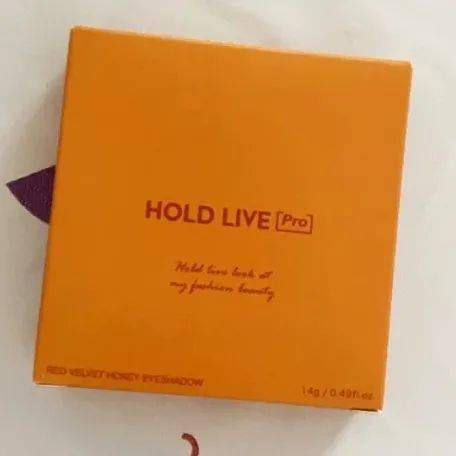 HOLD LIVE [Pro]
Hold live look at
my fashion beauty
RED VELVET HONEY EYESHADOW
14g / 0.49fl oz